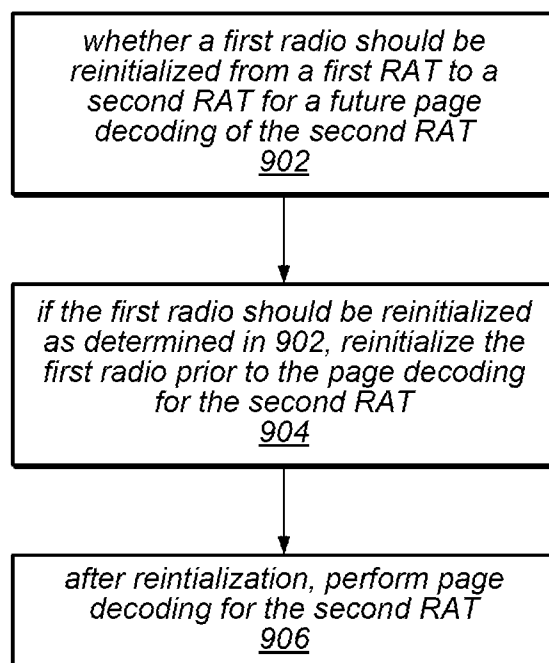 whether a first radio should be
reinitialized from a first RAT to a
second RAT for a future page
decoding of the second RAT
902
if the first radio should be reinitialized
as determined in 902, reinitialize the
first radio prior to the page decoding
for the second RAT
904
after reintialization, perform page
decoding for the second RAT
906